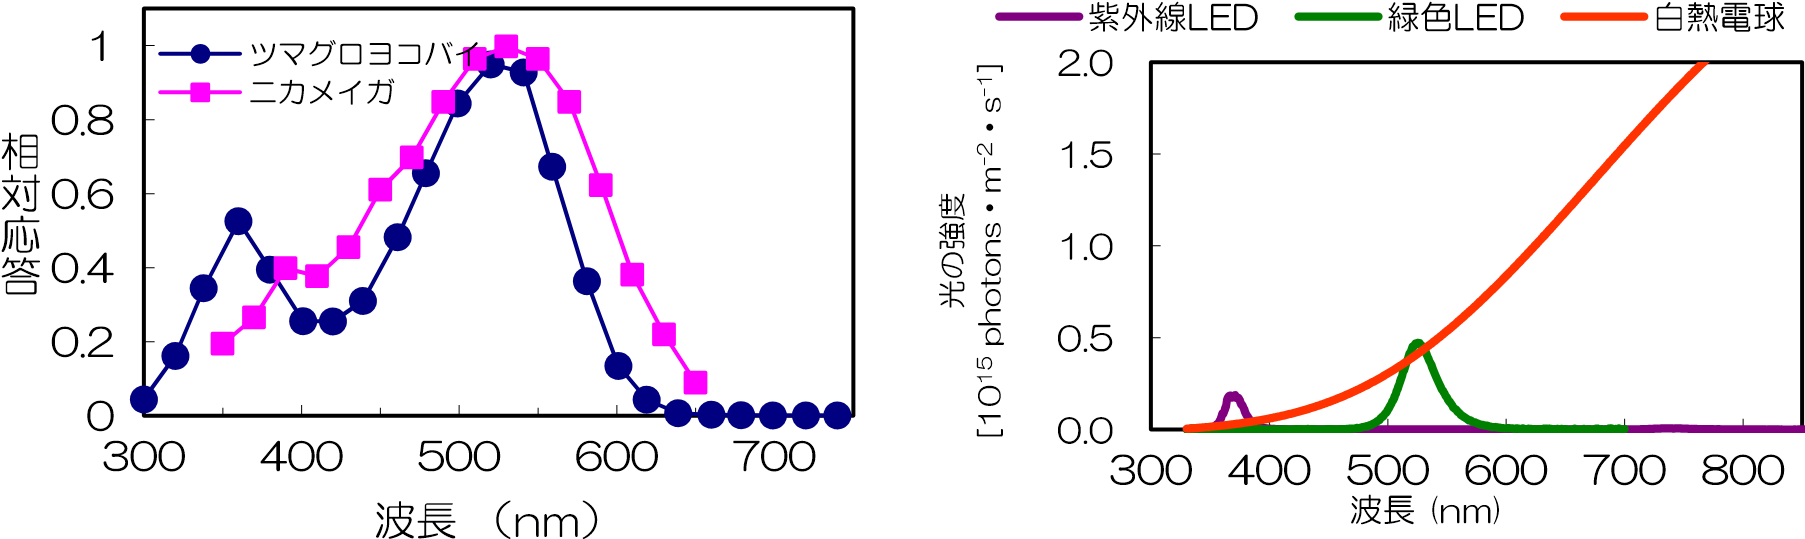 ツマグロヨコバイ
ニカメイガ
1
0.8
0.6
0.4
0.2
0
相対応答
300 400 500 600 700
波長 (nm)
紫外線LED 緑色LED 白熱電球
2.0
1.5
1.0
0.5
0.0
光の強度
[10¹⁵ photons・m⁻²・s⁻¹]
300 400 500 600 700 800
波長 (nm)